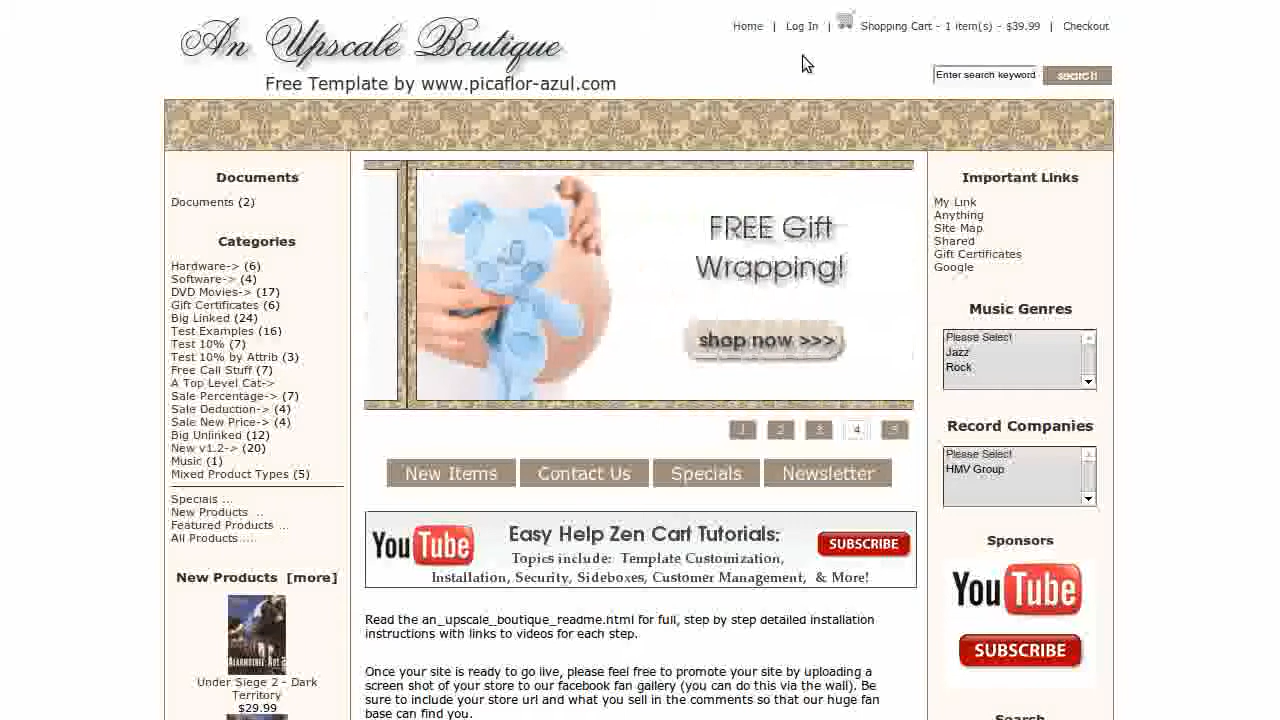 An Upscale Boutique
Free Template by www.picaflor-azul.com
Home | Log In | Shopping Cart - 1 item(s) - $39.99 | Checkout
Enter search keyword search
Documents
Documents (2)
Categories
Hardware-> (6)
Software-> (4)
DVD Movies-> (17)
Gift Certificates (6)
Big Linked (24)
Test Examples (16)
Test 10% (7)
Test 10% by Attrib (3)
Free Call Stuff (7)
A Top Level Cat->
Sale Percentage-> (7)
Sale Deduction-> (4)
Sale New Price-> (4)
Big Unlinked (12)
New v1.2-> (20)
Music (1)
Mixed Product Types (5)
Specials ...
New Products ...
Featured Products ...
All Products ...
New Products [more]
Under Siege 2 - Dark
Territory
$29.99
FREE Gift
Wrapping!
shop now >>>
1 2 3 4 5
New Items Contact Us Specials Newsletter
YouTube
Easy Help Zen Cart Tutorials:
Topics include: Template Customization,
Installation, Security, Sideboxes, Customer Management, & More!
SUBSCRIBE
Read the an_upscale_boutique_readme.html for full, step by step detailed installation
instructions with links to videos for each step.
Once your site is ready to go live, please feel free to promote your site by uploading a
screen shot of your store to our facebook fan gallery (you can do this via the wall). Be
sure to include your store url and what you sell in the comments so that our huge fan
base can find you.
Important Links
My Link
Anything
Site Map
Shared
Gift Certificates
Google
Music Genres
Please Select
Jazz
Rock
Record Companies
Please Select
HMV Group
Sponsors
YouTube
SUBSCRIBE
Search